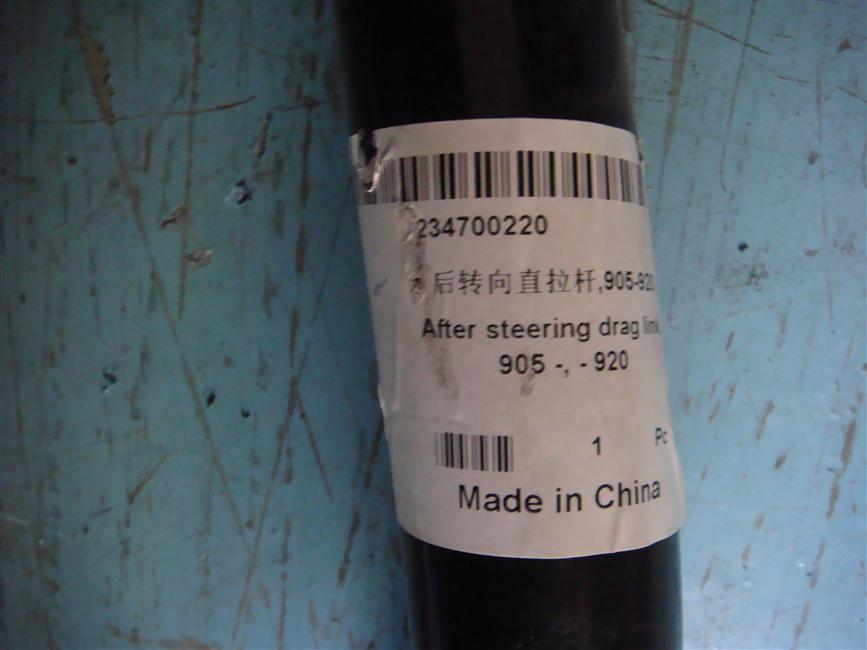 234700220
后转向直拉杆,905-920
After steering drag link
905 -, - 920
1 Pc
Made in China